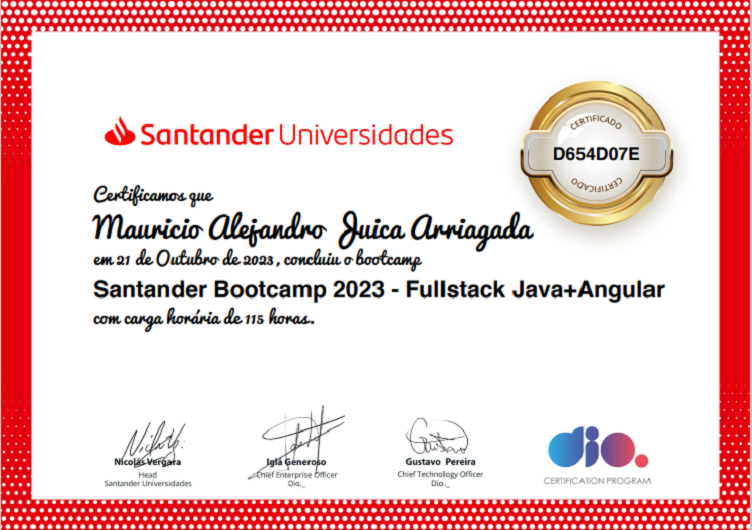 Santander Universidades
CERTIFICADO
D654D07E
CERTIFICADO
Certificamos que
Mauricio Alejandro Juica Arriagada
em 21 de Outubro de 2023, concluiu o bootcamp
Santander Bootcamp 2023 - Fullstack Java+Angular
com carga horária de 115 horas.
Nicolás Vergara
Head
Santander Universidades
Iglá Generoso
Chief Enterprise Officer
Dio._
Gustavo Pereira
Chief Technology Officer
Dio._
dio.
CERTIFICATION PROGRAM